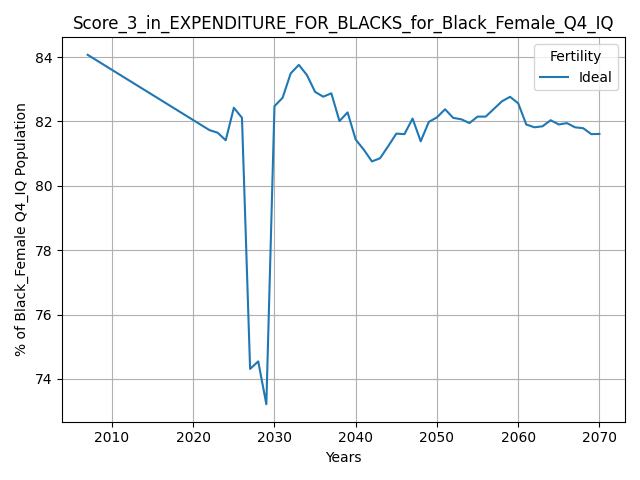 Score_3_in_EXPENDITURE_FOR_BLACKS_for_Black_Female_Q4_IQ
Fertility
Ideal
% of Black_Female Q4_IQ Population
84
82
80
78
76
74
2010 2020 2030 2040 2050 2060 2070
Years